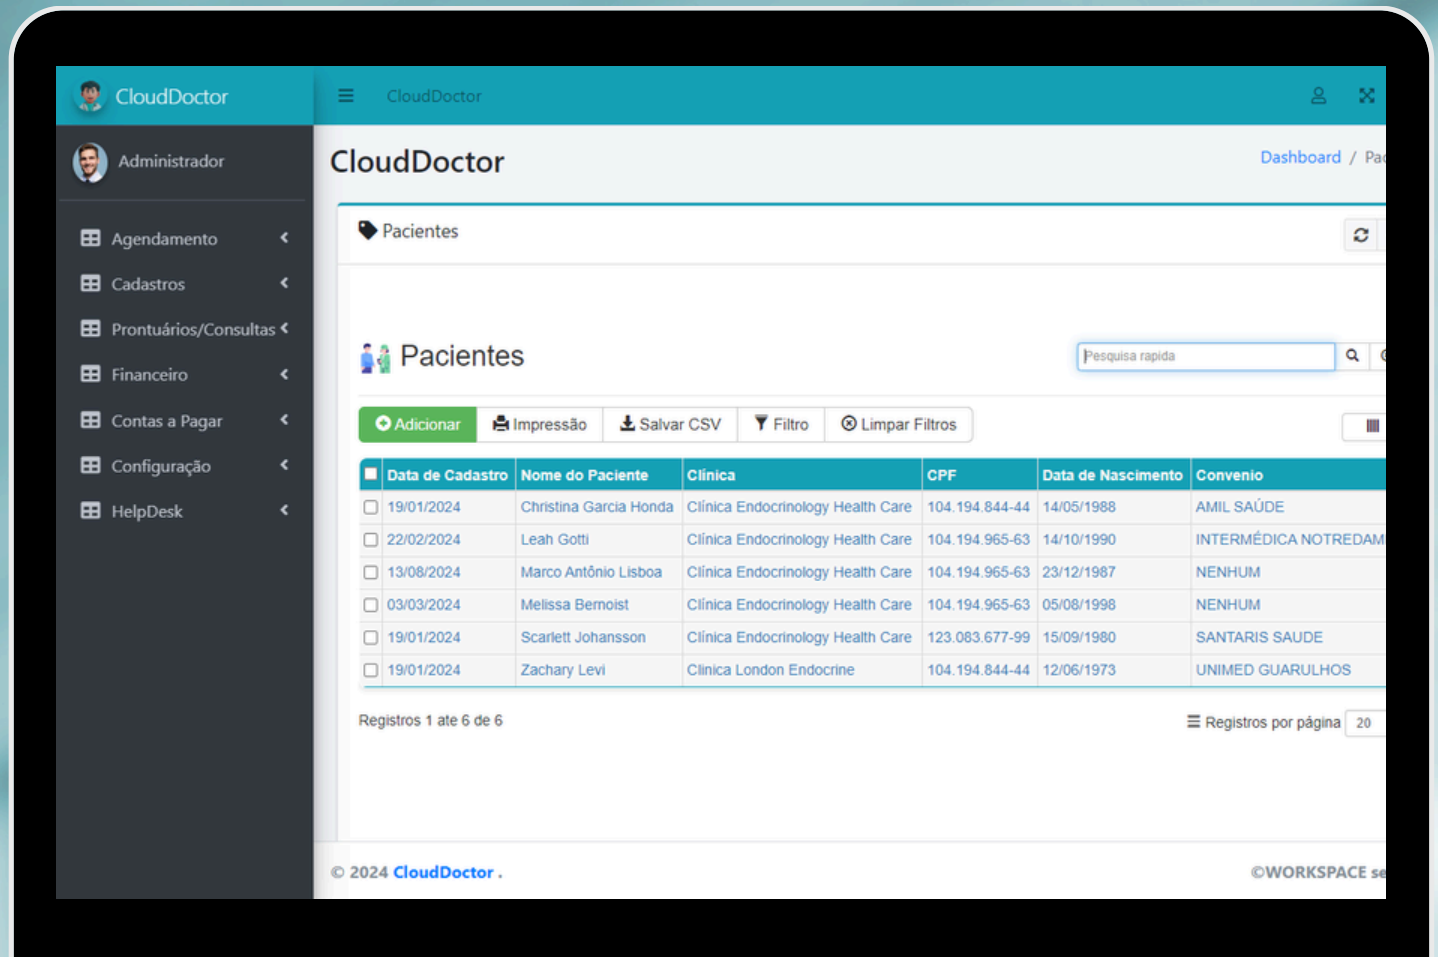 CloudDoctor
CloudDoctor
Administrador
CloudDoctor
Dashboard / Pac
Agendamento
Cadastros
Prontuários/Consultas
Financeiro
Contas a Pagar
Configuração
HelpDesk
Pacientes
Pacientes
Pesquisa rapida
Adicionar Impressão Salvar CSV Filtro Limpar Filtros
Data de Cadastro Nome do Paciente Clínica CPF Data de Nascimento Convenio
19/01/2024 Christina Garcia Honda Clínica Endocrinology Health Care 104.194.844-44 14/05/1988 AMIL SAÚDE
22/02/2024 Leah Gotti Clínica Endocrinology Health Care 104.194.965-63 14/10/1990 INTERMÉDICA NOTREDAM
13/08/2024 Marco Antônio Lisboa Clínica Endocrinology Health Care 104.194.965-63 23/12/1987 NENHUM
03/03/2024 Melissa Bernoist Clínica Endocrinology Health Care 104.194.965-63 05/08/1998 NENHUM
19/01/2024 Scarlett Johansson Clínica Endocrinology Health Care 123.083.677-99 15/09/1980 SANTARIS SAUDE
19/01/2024 Zachary Levi Clinica London Endocrine 104.194.844-44 12/06/1973 UNIMED GUARULHOS
Registros 1 ate 6 de 6
Registros por página 20
© 2024 CloudDoctor .
©WORKSPACE se